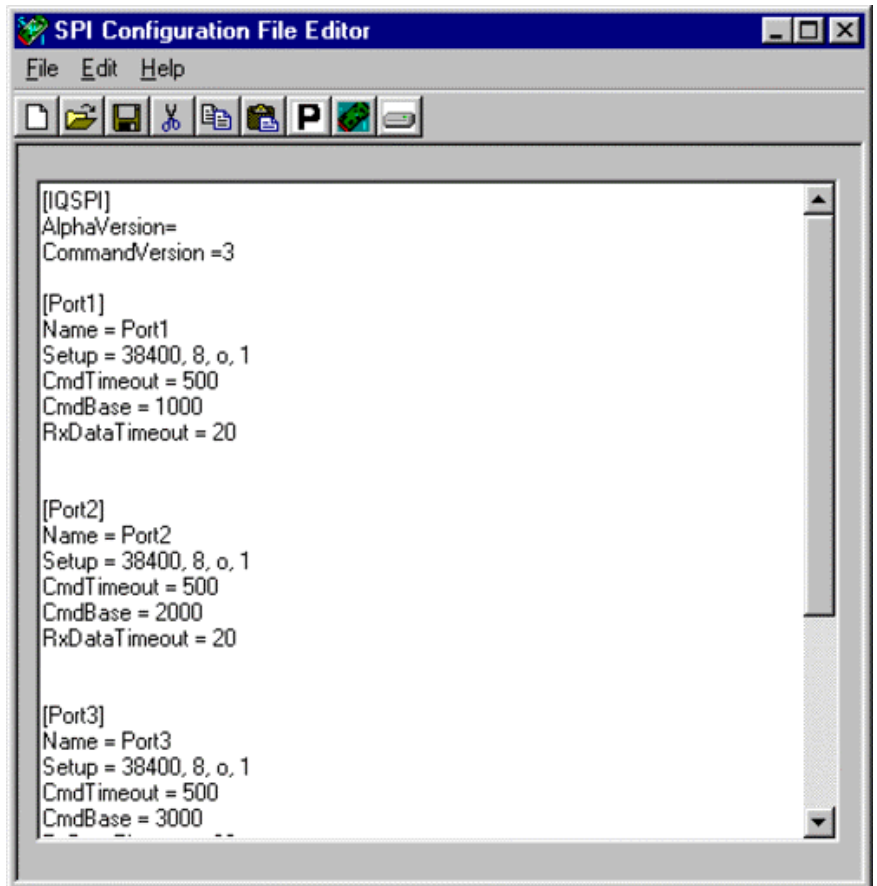 SPI Configuration File Editor
File Edit Help
P
[IQSPI]
AlphaVersion=
CommandVersion =3
[Port1]
Name = Port1
Setup = 38400, 8, o, 1
CmdTimeout = 500
CmdBase = 1000
RxDataTimeout = 20
[Port2]
Name = Port2
Setup = 38400, 8, o, 1
CmdTimeout = 500
CmdBase = 2000
RxDataTimeout = 20
[Port3]
Name = Port3
Setup = 38400, 8, o, 1
CmdTimeout = 500
CmdBase = 3000